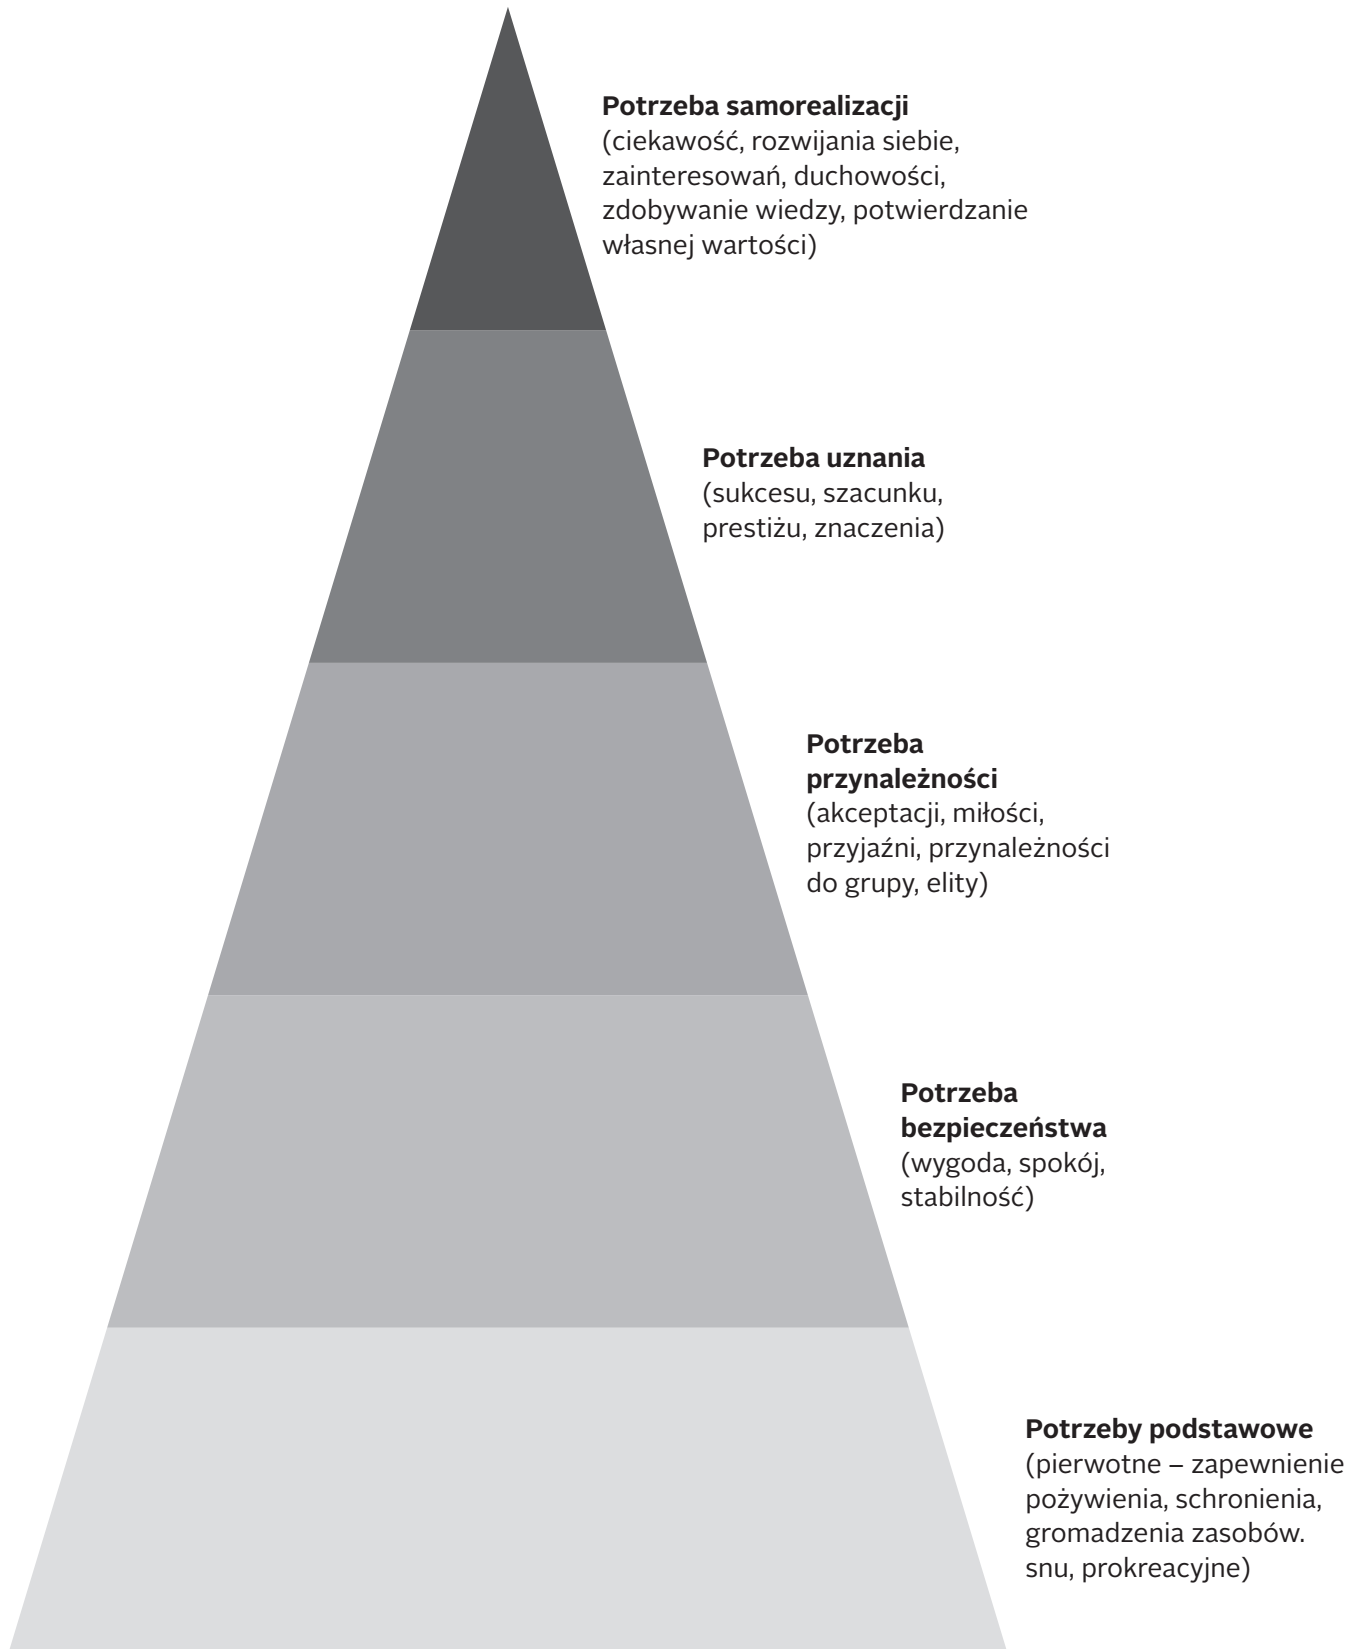 Potrzeba samorealizacji
(ciekawość, rozwijania siebie,
zainteresowań, duchowości,
zdobywanie wiedzy, potwierdzanie
własnej wartości)
Potrzeba uznania
(sukcesu, szacunku,
prestiżu, znaczenia)
Potrzeba
przynależności
(akceptacji, miłości,
przyjaźni, przynależności
do grupy, elity)
Potrzeba
bezpieczeństwa
(wygoda, spokój,
stabilność)
Potrzeby podstawowe
(pierwotne – zapewnienie
pożywienia, schronienia,
gromadzenia zasobów.
snu, prokreacyjne)